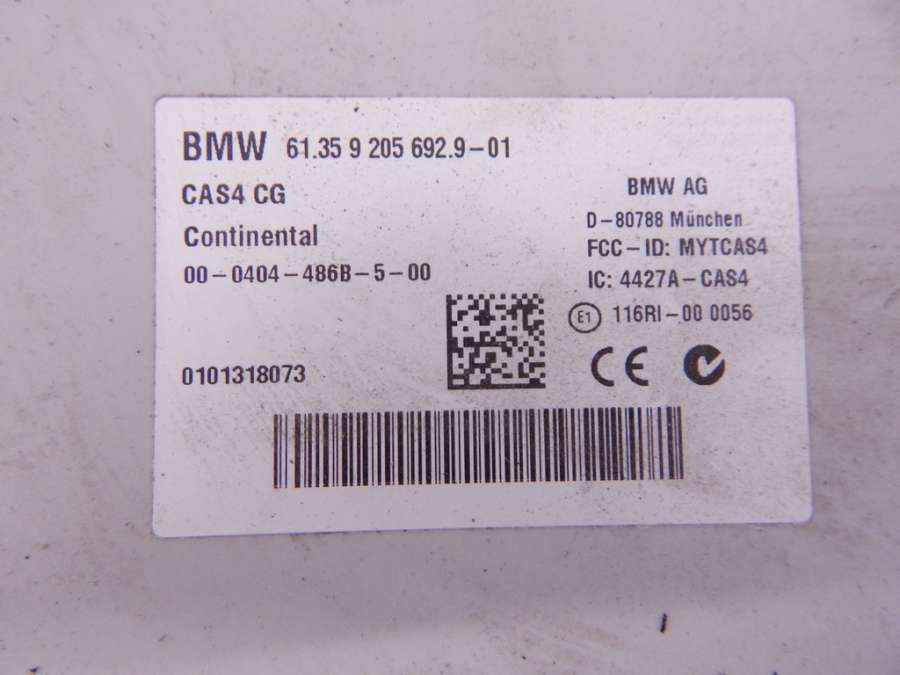 BMW 61.35 9 205 692.9-01
CAS4 CG
Continental
00-0404-486B-5-00
0101318073
BMW AG
D-80788 München
FCC-ID: MYTCAS4
IC: 4427A-CAS4
E1 116RI-00 0056
CE